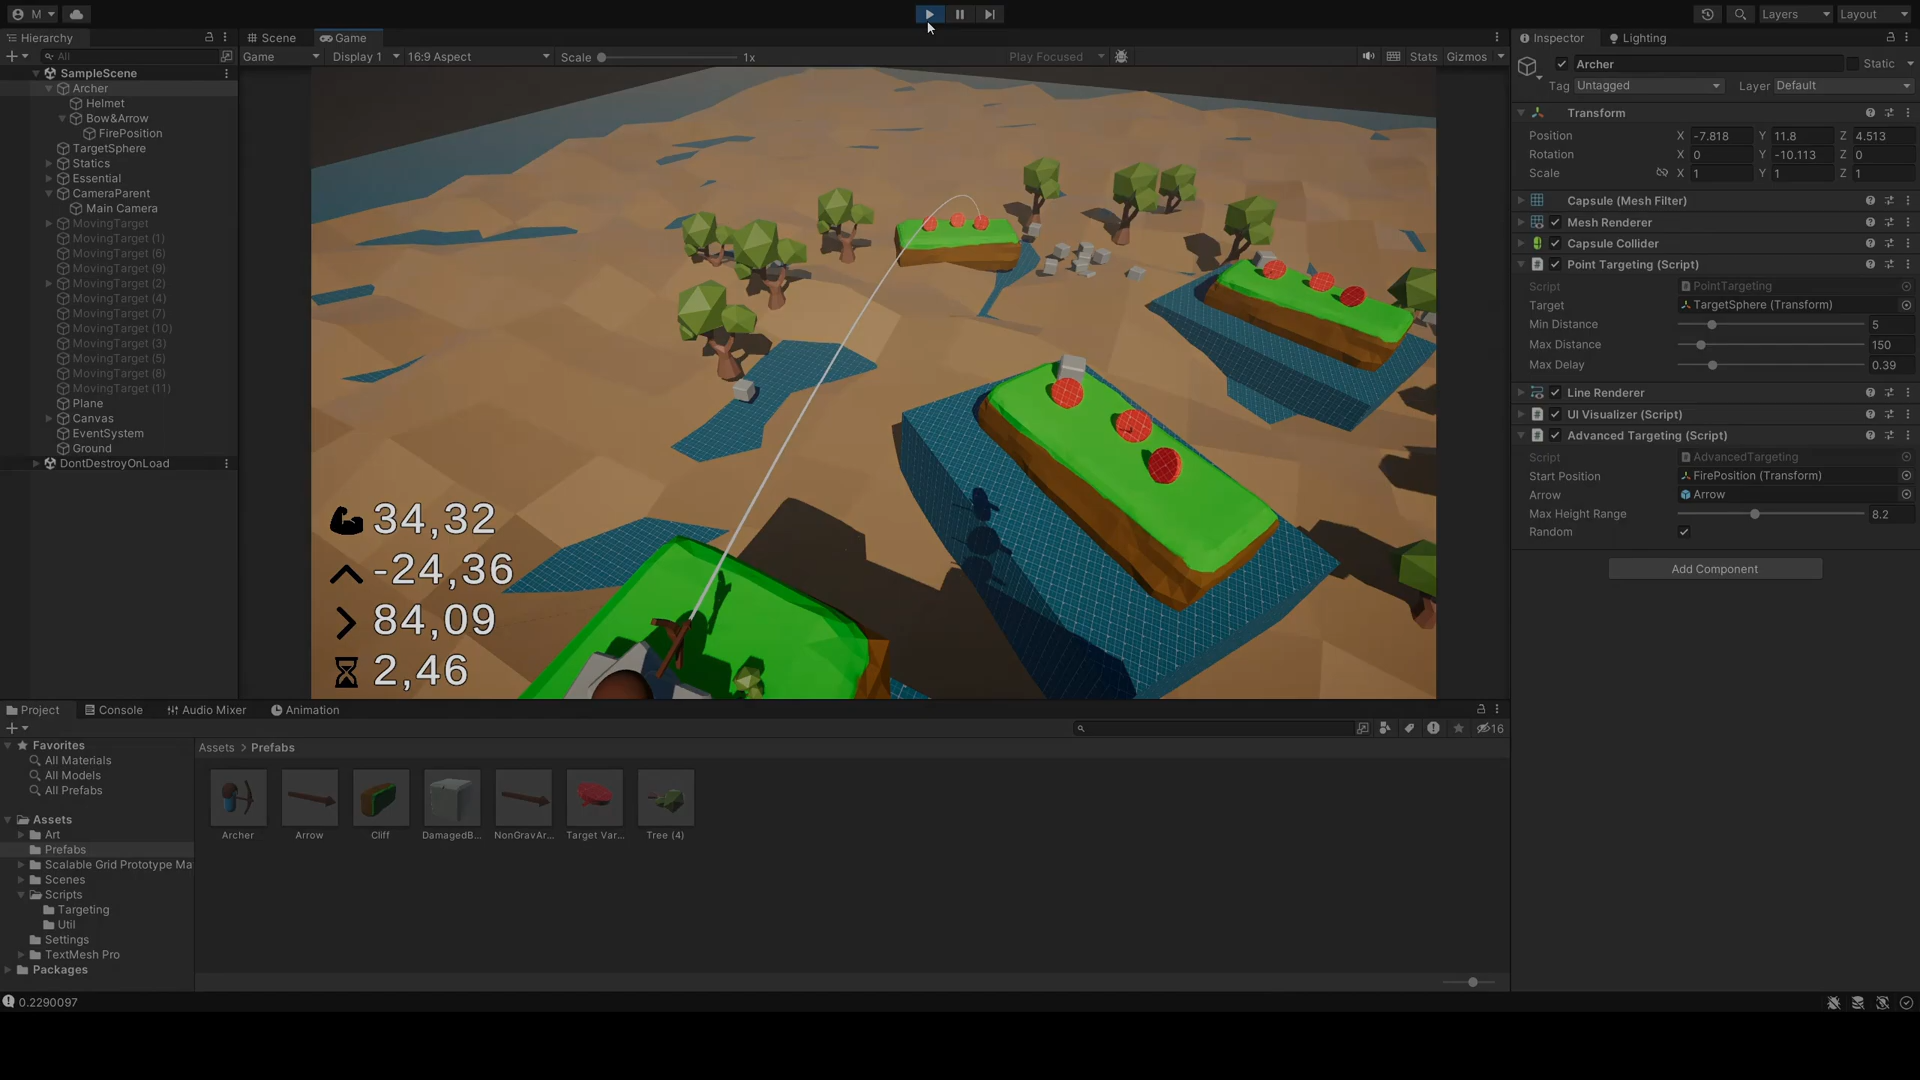 M
Layers
Layout
Hierarchy
All
SampleScene
Archer
Helmet
Bow&Arrow
FirePosition
TargetSphere
Statics
Essential
CameraParent
Main Camera
MovingTarget
MovingTarget (1)
MovingTarget (6)
MovingTarget (9)
MovingTarget (2)
MovingTarget (4)
MovingTarget (7)
MovingTarget (10)
MovingTarget (3)
MovingTarget (5)
MovingTarget (8)
MovingTarget (11)
Plane
Canvas
EventSystem
Ground
DontDestroyOnLoad
Scene Game
Game Display 1 16:9 Aspect Scale 1x Play Focused Stats Gizmos
34,32
-24,36
84,09
2,46
Inspector Lighting
Archer Static
Tag Untagged Layer Default
Transform
Position X -7.818 Y 11.8 Z 4.513
Rotation X 0 Y -10.113 Z 0
Scale X 1 Y 1 Z 1
Capsule (Mesh Filter)
Mesh Renderer
Capsule Collider
Point Targeting (Script)
Script PointTargeting
Target TargetSphere (Transform)
Min Distance 5
Max Distance 150
Max Delay 0.39
Line Renderer
UI Visualizer (Script)
Advanced Targeting (Script)
Script AdvancedTargeting
Start Position FirePosition (Transform)
Arrow Arrow
Max Height Range 8.2
Random
Add Component
Project Console Audio Mixer Animation
16
Favorites
All Materials
All Models
All Prefabs
Assets
Art
Prefabs
Scalable Grid Prototype Ma
Scenes
Scripts
Targeting
Util
Settings
TextMesh Pro
Packages
Assets > Prefabs
Archer Arrow Cliff DamagedB... NonGravAr... Target Var... Tree (4)
0.2290097